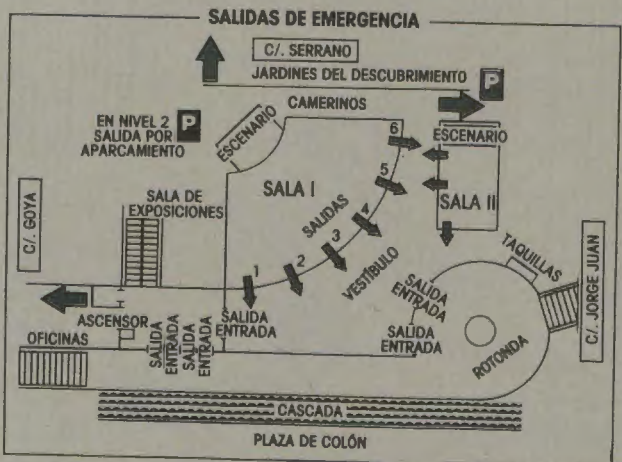 SALIDAS DE EMERGENCIA
C/. SERRANO
JARDINES DEL DESCUBRIMIENTO
P
CAMERINOS
EN NIVEL 2
SALIDA POR
APARCAMIENTO
P
ESCENARIO
ESCENARIO
6
5
4
3
2
1
SALA I
SALA II
SALIDAS
VESTÍBULO
SALA DE
EXPOSICIONES
C/. GOYA
TAQUILLAS
C/. JORGE JUAN
SALIDA
ENTRADA
SALIDA
ENTRADA
SALIDA
ENTRADA
SALIDA
ENTRADA
SALIDA
ENTRADA
ASCENSOR
OFICINAS
ROTONDA
CASCADA
PLAZA DE COLÓN